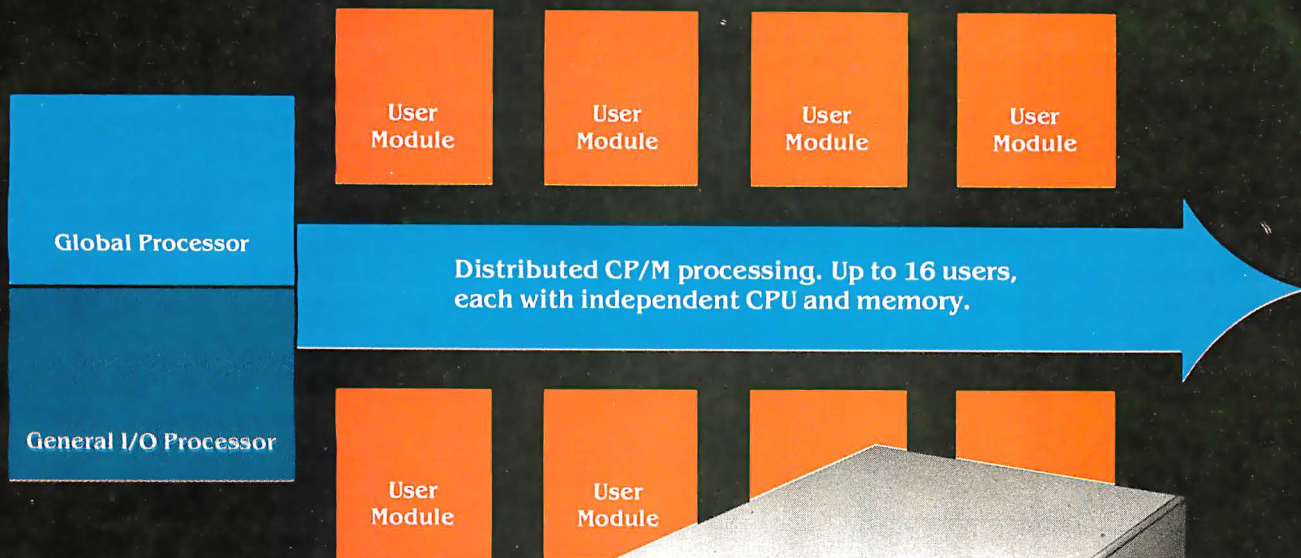 User
Module
User
Module
User
Module
User
Module
Global Processor
Distributed CP/M processing. Up to 16 users,
each with independent CPU and memory.
General I/O Processor
User
Module
User
Module